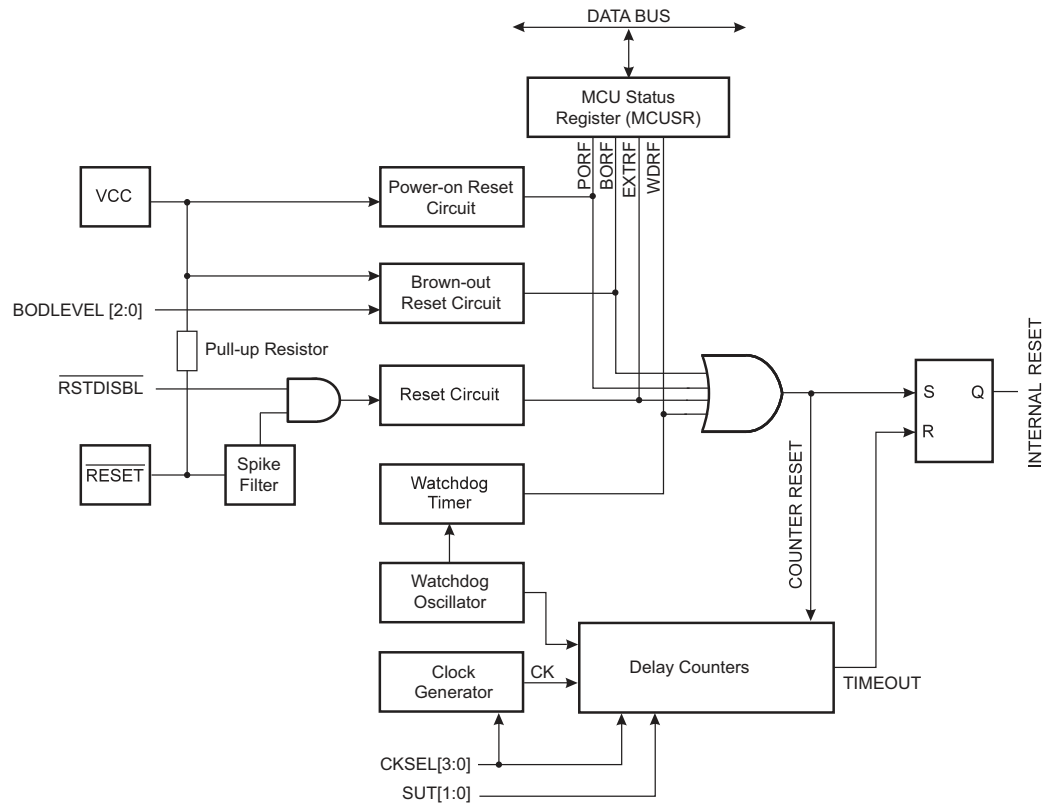 DATA BUS
MCU Status
Register (MCUSR)
PORF
BORF
EXTRF
WDRF
VCC
Power-on Reset
Circuit
Brown-out
Reset Circuit
BODLEVEL [2:0]
Pull-up Resistor
RSTDISBL
Reset Circuit
RESET
Spike
Filter
Watchdog
Timer
Watchdog
Oscillator
Clock
Generator
CK
Delay Counters
COUNTER RESET
TIMEOUT
S
Q
R
INTERNAL RESET
CKSEL[3:0]
SUT[1:0]